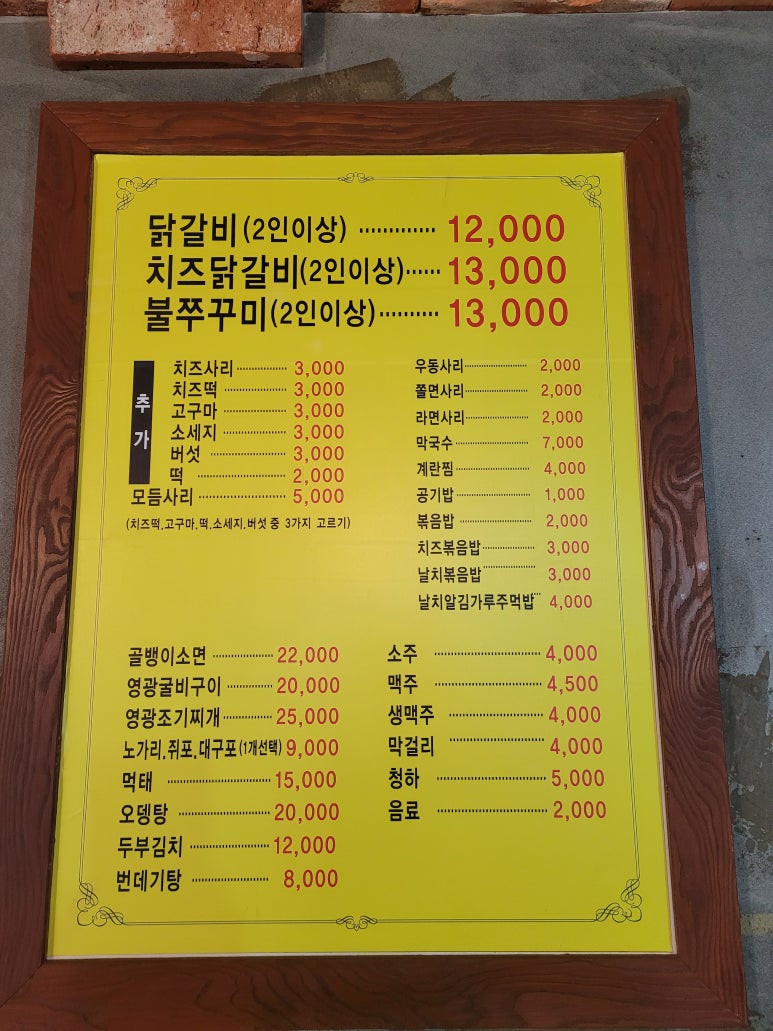 닭갈비(2인이상) ............. 12,000
치즈닭갈비(2인이상)...... 13,000
불쭈꾸미(2인이상).......... 13,000
추가
치즈사리 ................ 3,000
치즈떡 ................ 3,000
고구마 ................ 3,000
소세지 ................ 3,000
버섯 ................ 3,000
떡 ................ 2,000
모듬사리 ................ 5,000
(치즈떡.고구마.떡.소세지.버섯 중 3가지 고르기)
우동사리 ................ 2,000
쫄면사리 ................ 2,000
라면사리 ................ 2,000
막국수 ................ 7,000
계란찜 ................ 4,000
공기밥 ................ 1,000
볶음밥 ................ 2,000
치즈볶음밥 ................ 3,000
날치볶음밥 ................ 3,000
날치알김가루주먹밥 ... 4,000
골뱅이소면 ................ 22,000
영광굴비구이 ................ 20,000
영광조기찌개 ................ 25,000
노가리.쥐포.대구포(1개선택) 9,000
먹태 ................ 15,000
오뎅탕 ................ 20,000
두부김치 ................ 12,000
번데기탕 ................ 8,000
소주 ................ 4,000
맥주 ................ 4,500
생맥주 ................ 4,000
막걸리 ................ 4,000
청하 ................ 5,000
음료 ................ 2,000